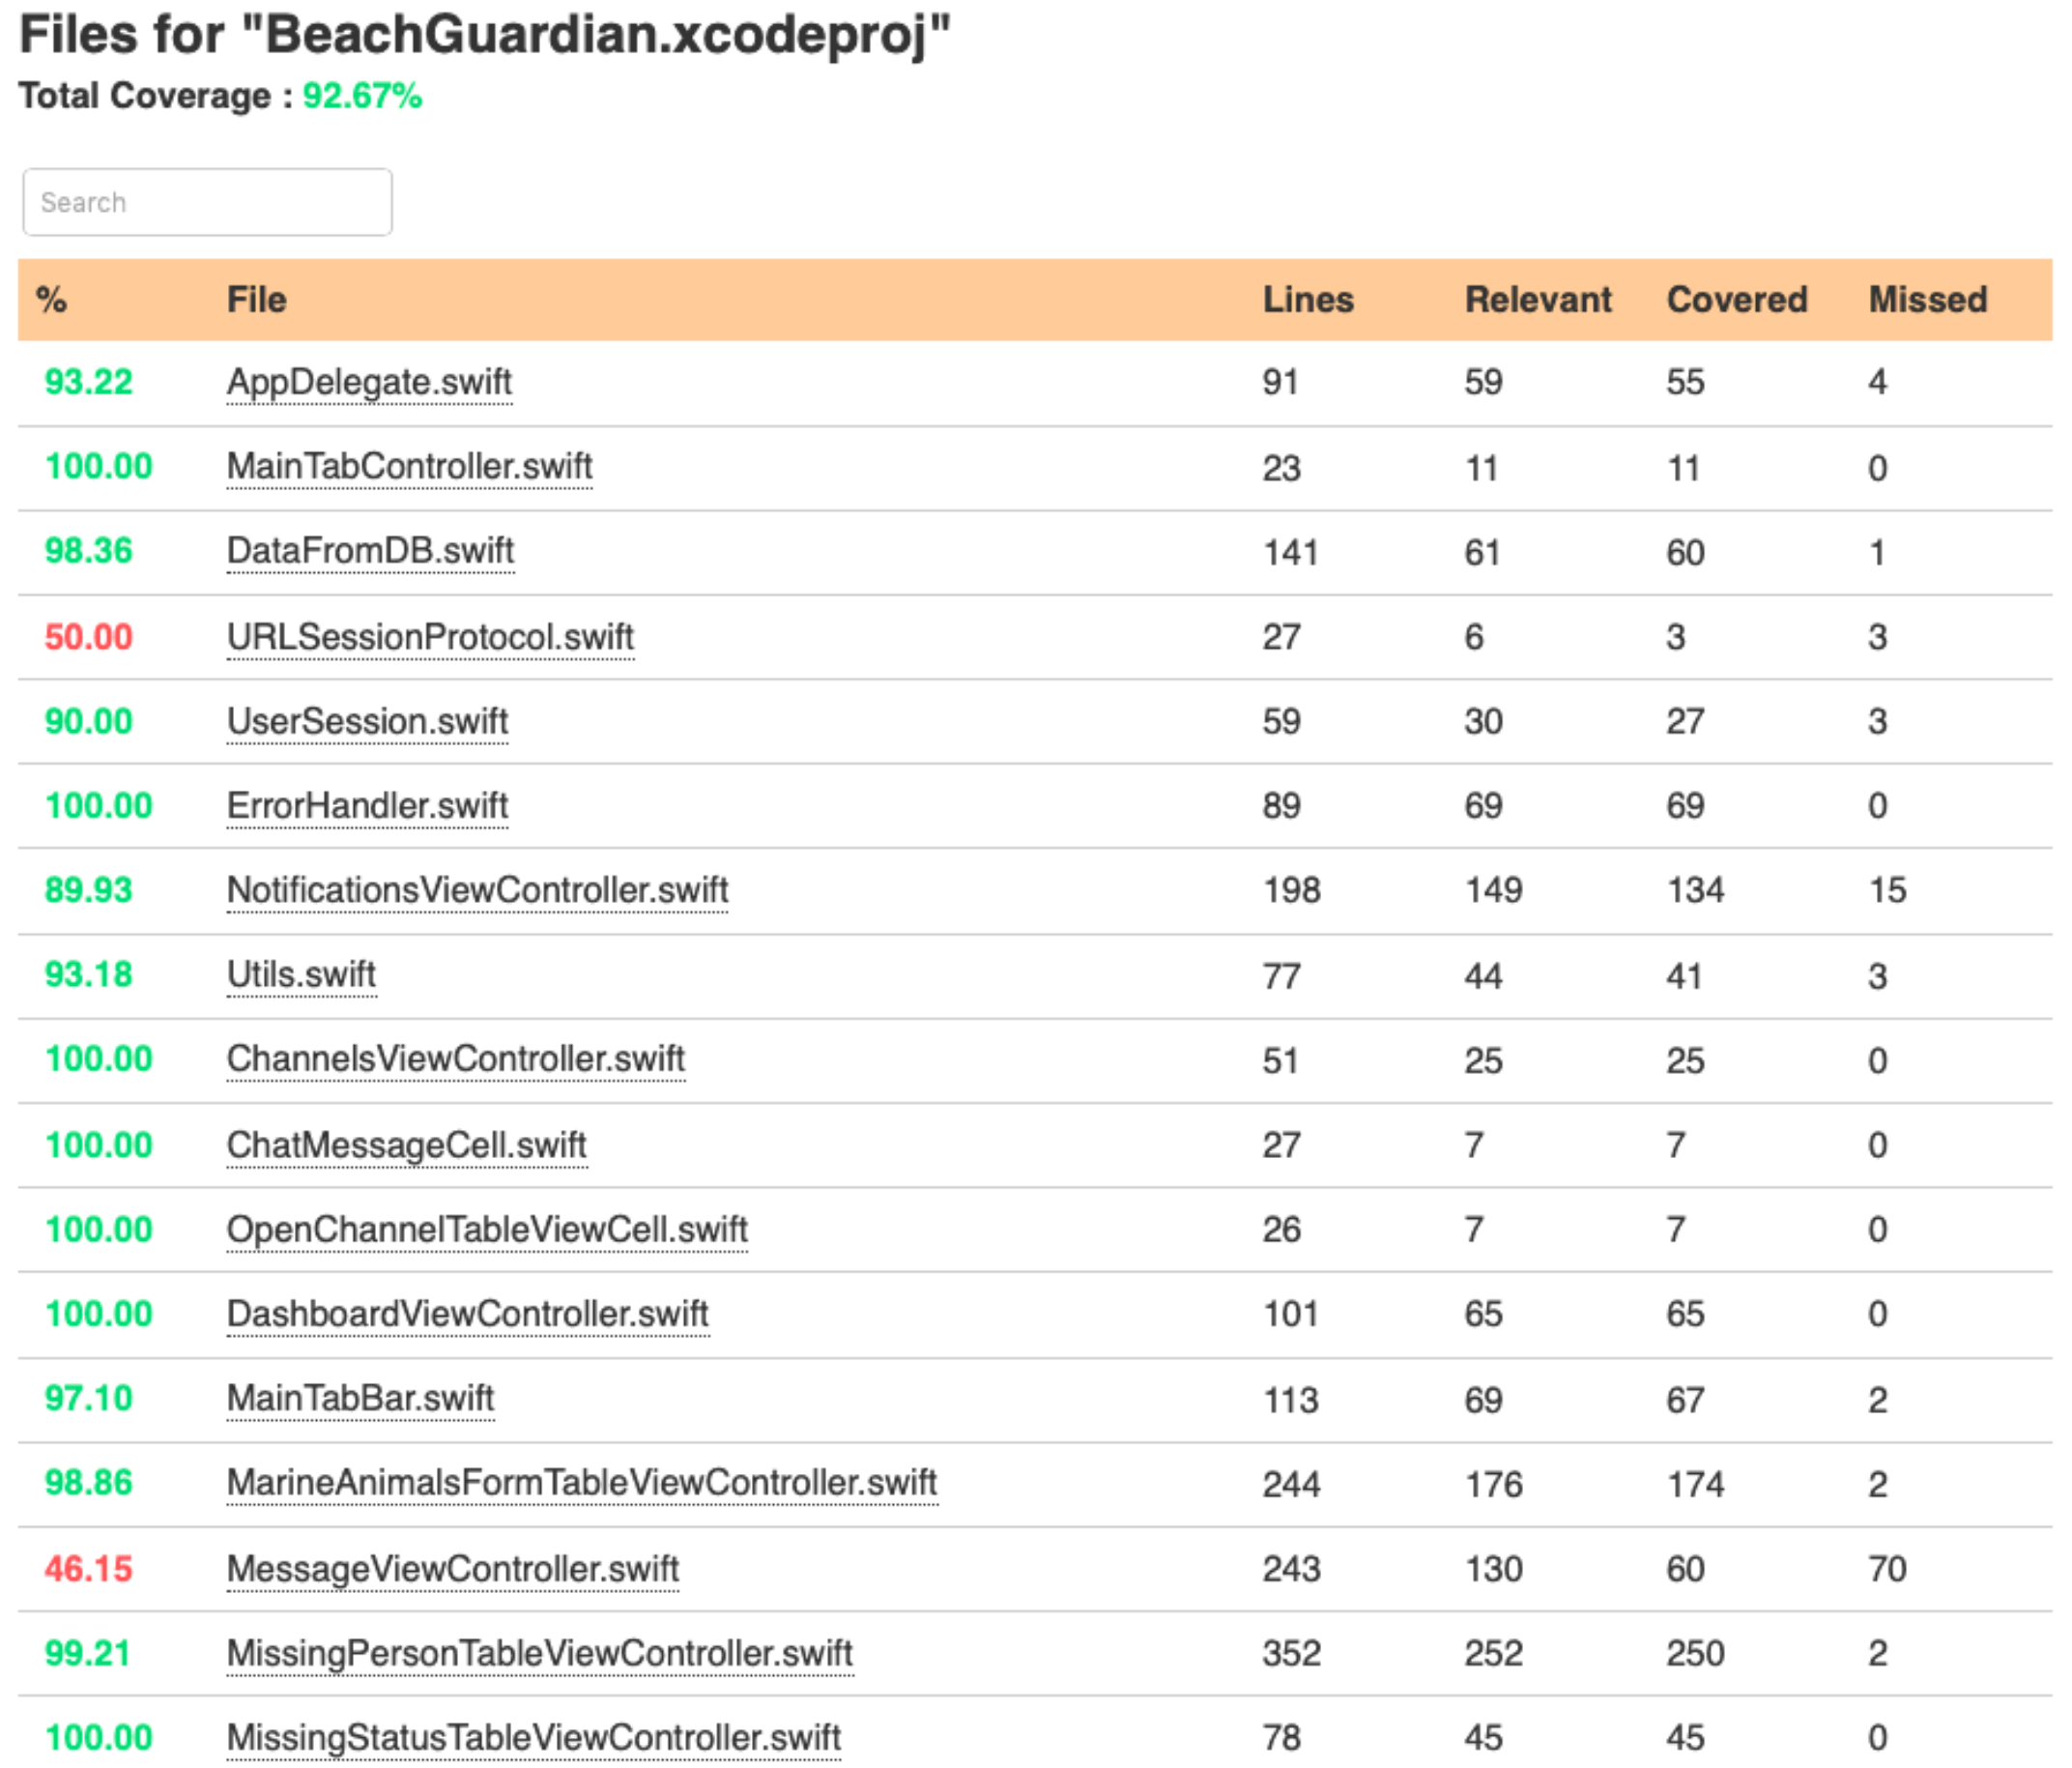 Files for "BeachGuardian.xcodeproj"
Total Coverage : 92.67%
Search
% File Lines Relevant Covered Missed
93.22 AppDelegate.swift 91 59 55 4
100.00 MainTabController.swift 23 11 11 0
98.36 DataFromDB.swift 141 61 60 1
50.00 URLSessionProtocol.swift 27 6 3 3
90.00 UserSession.swift 59 30 27 3
100.00 ErrorHandler.swift 89 69 69 0
89.93 NotificationsViewController.swift 198 149 134 15
93.18 Utils.swift 77 44 41 3
100.00 ChannelsViewController.swift 51 25 25 0
100.00 ChatMessageCell.swift 27 7 7 0
100.00 OpenChannelTableViewCell.swift 26 7 7 0
100.00 DashboardViewController.swift 101 65 65 0
97.10 MainTabBar.swift 113 69 67 2
98.86 MarineAnimalsFormTableViewController.swift 244 176 174 2
46.15 MessageViewController.swift 243 130 60 70
99.21 MissingPersonTableViewController.swift 352 252 250 2
100.00 MissingStatusTableViewController.swift 78 45 45 0